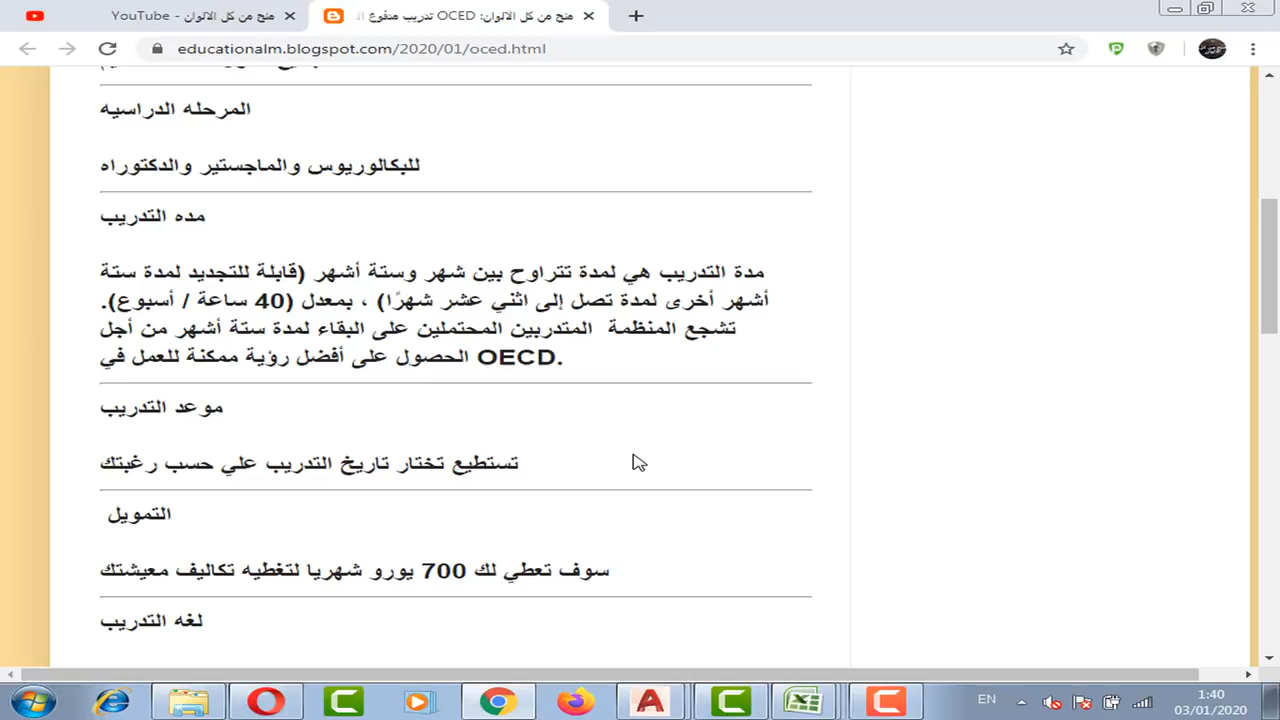 منح من كل الالوان - YouTube
منح من كل الالوان: OCED تدريب مدفوع
educationalm.blogspot.com/2020/01/oced.html
المرحله الدراسيه
للبكالوريوس والماجستير والدكتوراه
مده التدريب
مدة التدريب هي لمدة تتراوح بين شهر وستة أشهر (قابلة للتجديد لمدة ستة
أشهر أخرى لمدة تصل إلى اثني عشر شهرًا) ، بمعدل (40 ساعة / أسبوع).
تشجع المنظمة المتدربين المحتملين على البقاء لمدة ستة أشهر من أجل
الحصول على أفضل رؤية ممكنة للعمل في OECD.
موعد التدريب
تستطيع تختار تاريخ التدريب علي حسب رغبتك
التمويل
سوف تعطي لك 700 يورو شهريا لتغطيه تكاليف معيشتك
لغه التدريب
EN
1:40
03/01/2020